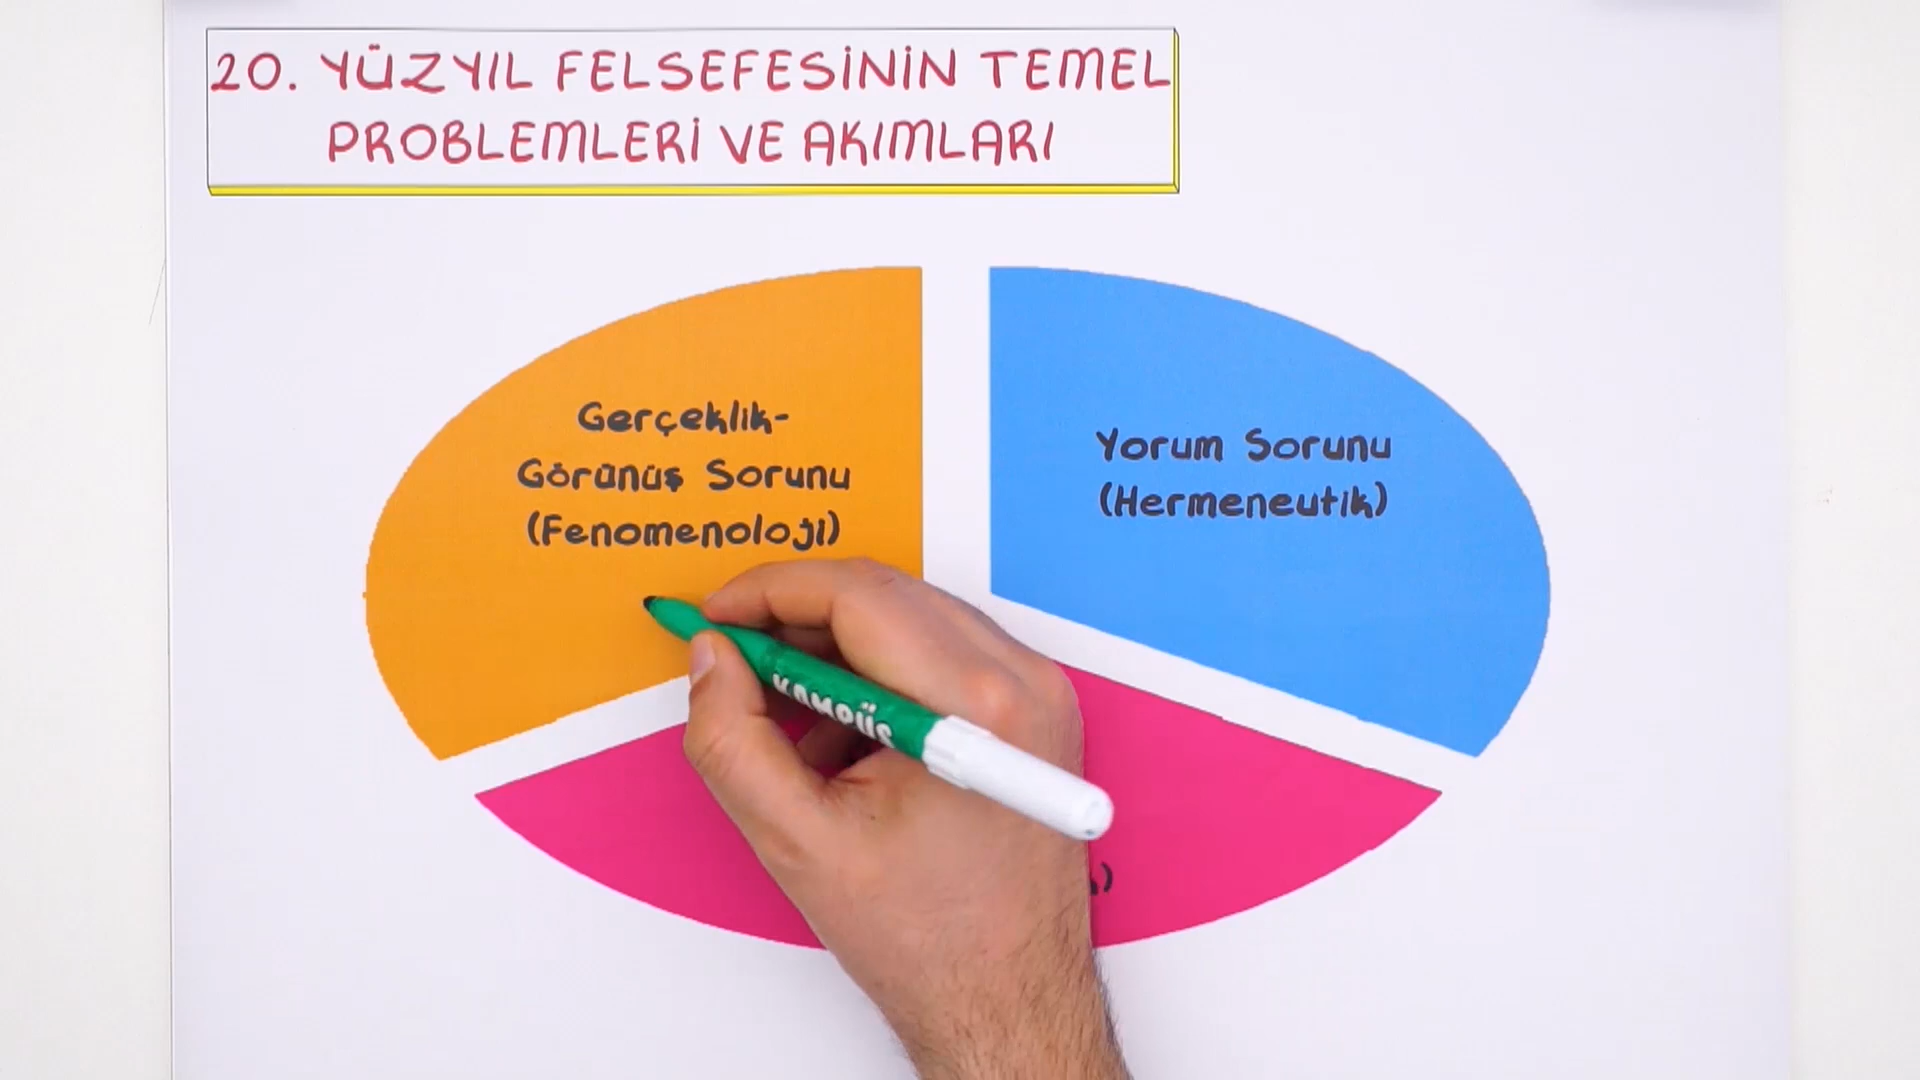 20. YÜZYIL FELSEFESİNİN TEMEL
PROBLEMLERİ VE AKIMLARI
Gerçeklik-
Görünüş Sorunu
(Fenomenoloji)
Yorum Sorunu
(Hermeneutik)
KAMPÜS